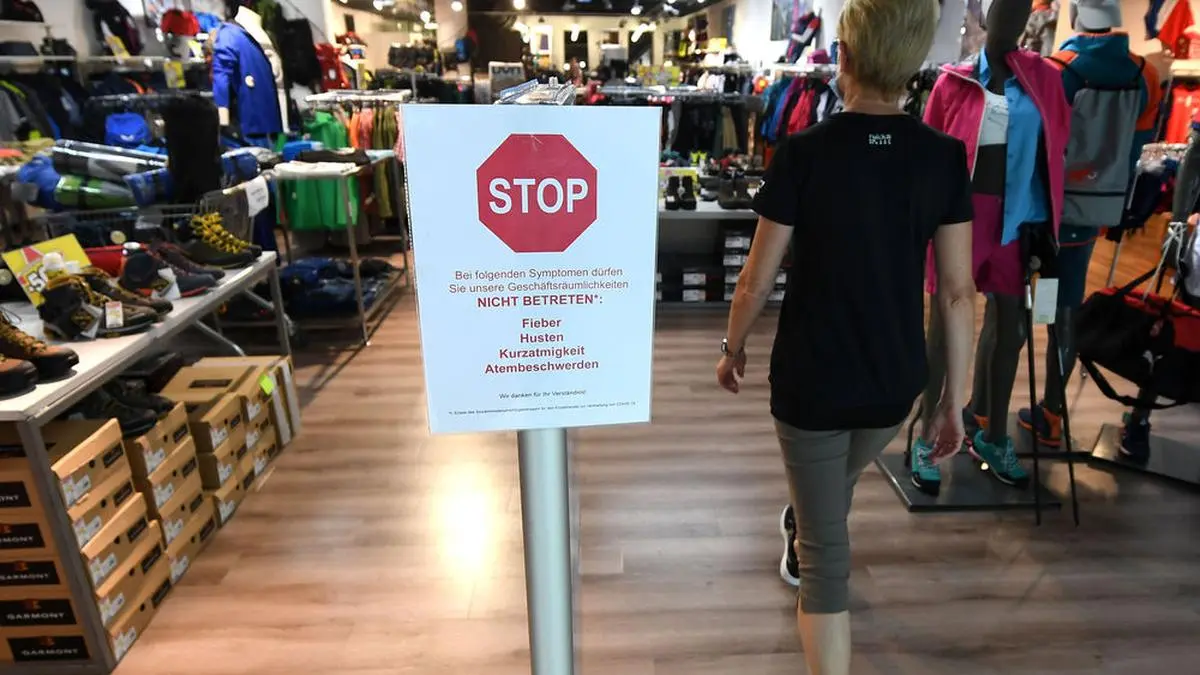 STOP
Bei folgenden Symptomen dürfen
Sie unsere Geschäftsräumlichkeiten
NICHT BETRETEN*:
Fieber
Husten
Kurzatmigkeit
Atembeschwerden
Wir danken für Ihr Verständnis!
GARMONT
GARMONT
GARMONT
GARMONT
GARMONT